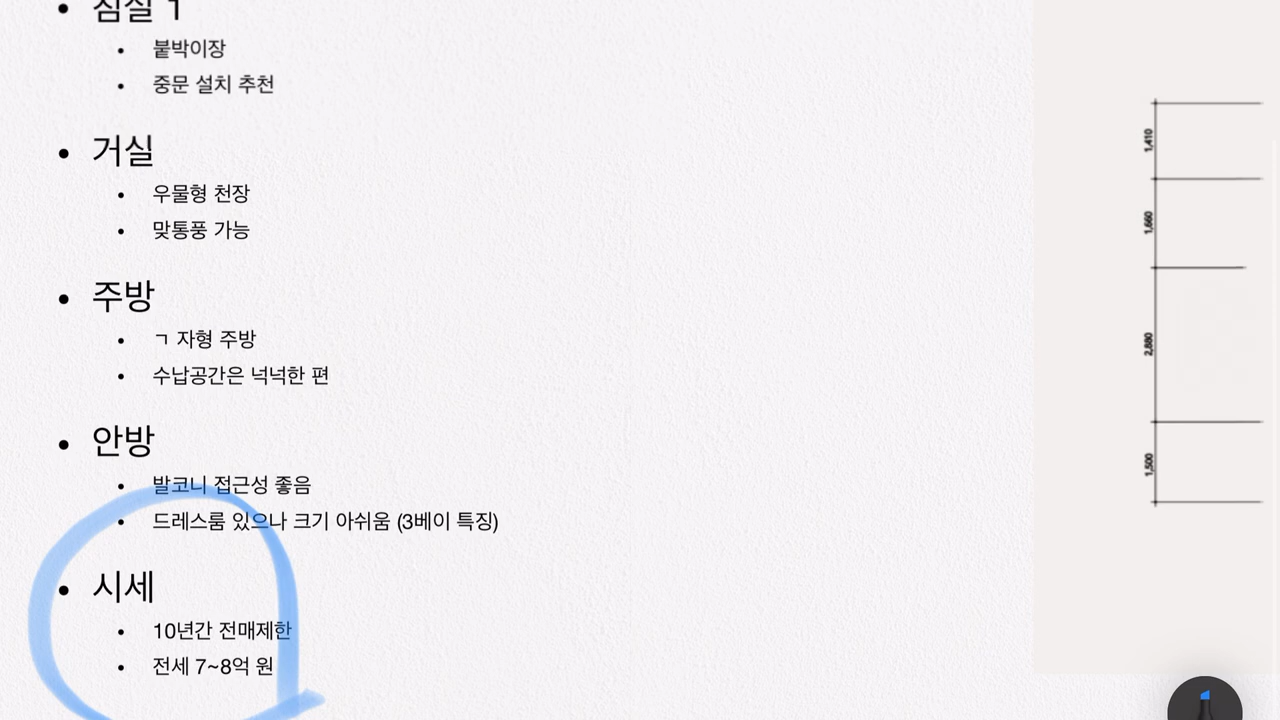 침실 1
붙박이장
중문 설치 추천
거실
우물형 천장
맞통풍 가능
주방
ㄱ 자형 주방
수납공간은 넉넉한 편
안방
발코니 접근성 좋음
드레스룸 있으나 크기 아쉬움 (3베이 특징)
시세
10년간 전매제한
전세 7~8억 원
1,410
1,660
2,880
1,500